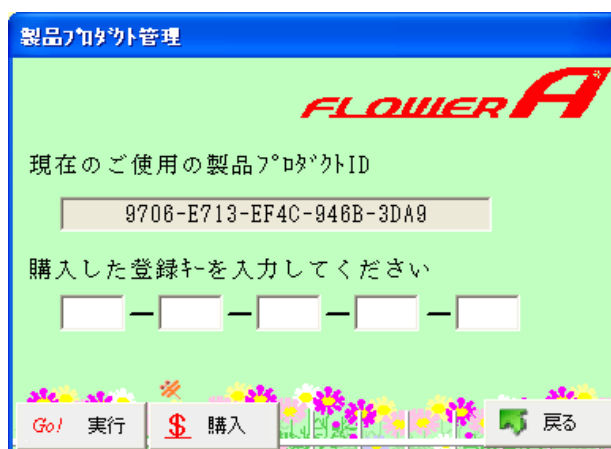 製品ﾌﾟﾛﾀﾞｸﾄ管理
FLOWER A
現在のご使用の製品ﾌﾟﾛﾀﾞｸﾄID
9706-E713-EF4C-946B-3DA9
購入した登録ｷｰを入力してください
Go! 実行 $ 購入 戻る